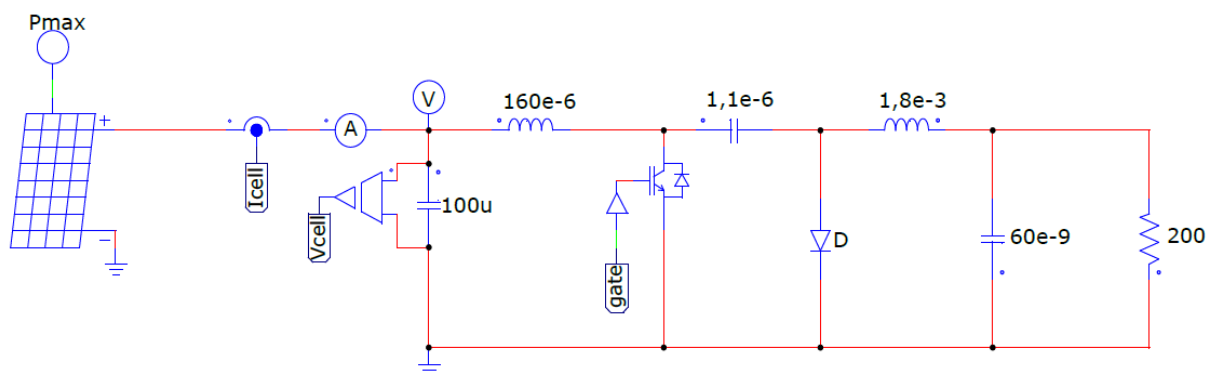 Pmax
+
−
Icell
A
V
Vcell
100u
160e-6
gate
1,1e-6
D
1,8e-3
60e-9
200